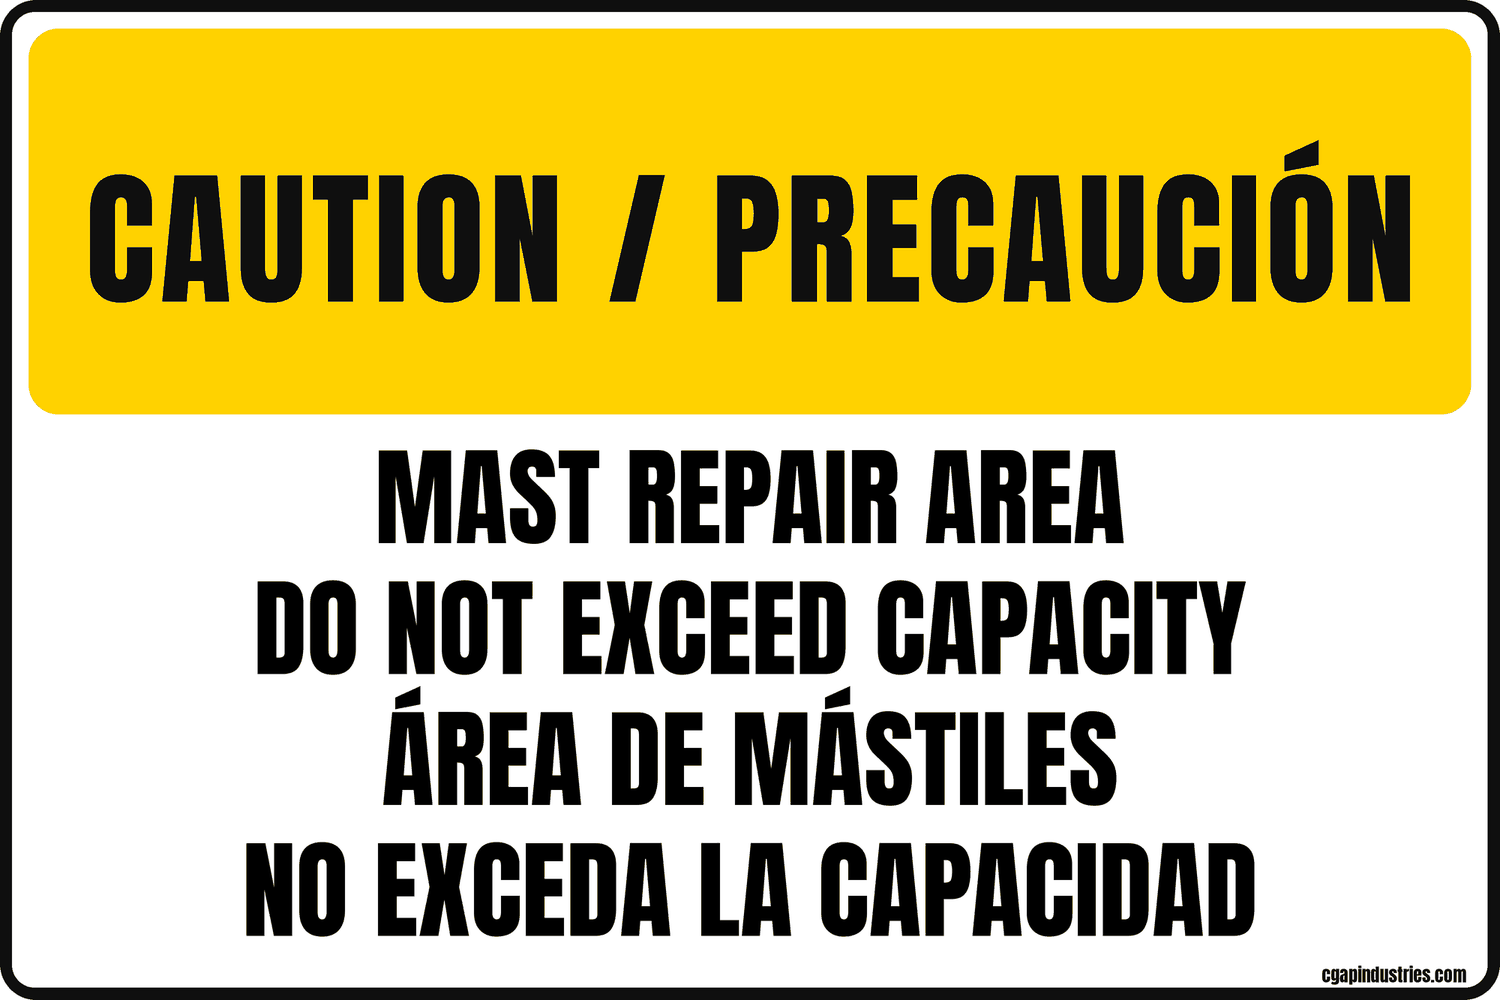 CAUTION / PRECAUCIÓN
MAST REPAIR AREA
DO NOT EXCEED CAPACITY
ÁREA DE MÁSTILES
NO EXCEDA LA CAPACIDAD
cgapindustries.com